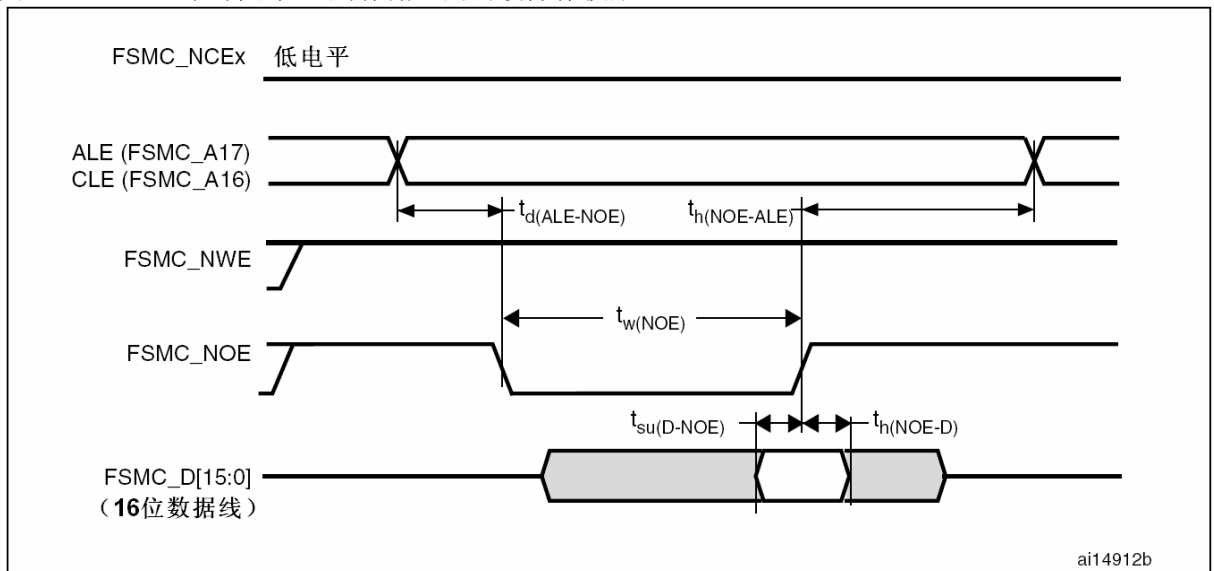 FSMC_NCEx 低电平
ALE (FSMC_A17)
CLE (FSMC_A16)
td(ALE-NOE)
th(NOE-ALE)
FSMC_NWE
tw(NOE)
FSMC_NOE
tsu(D-NOE)
th(NOE-D)
FSMC_D[15:0]
（16位数据线）
ai14912b